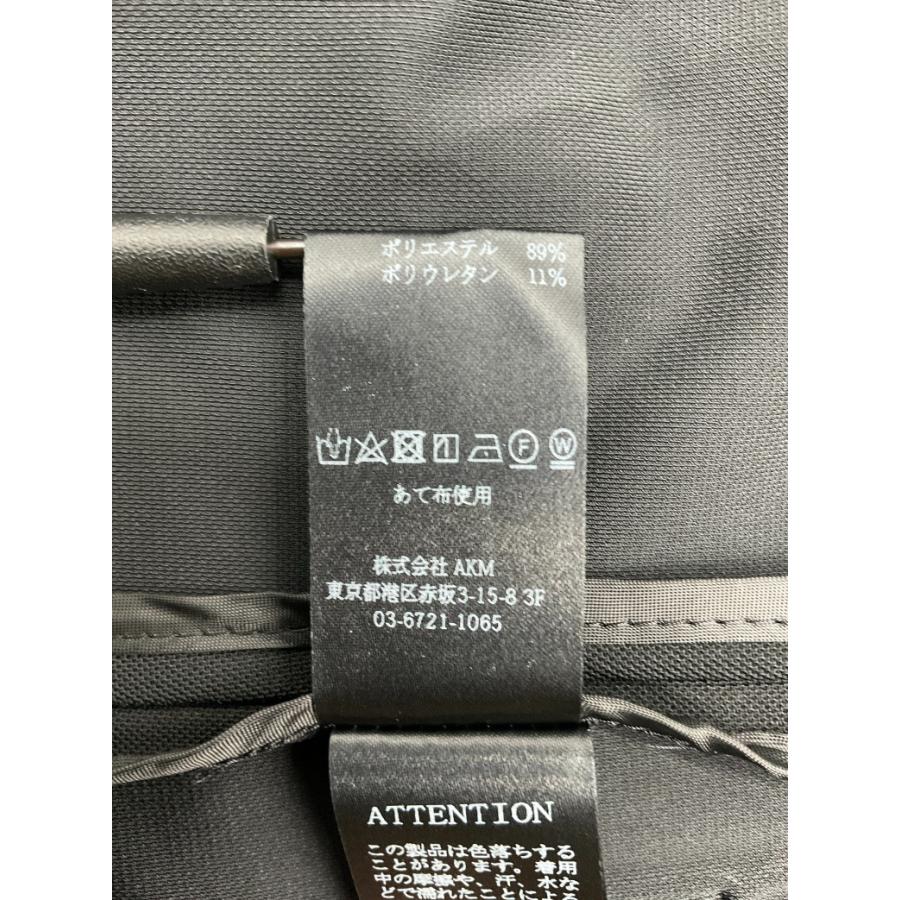 ポリエステル 89%
ポリウレタン 11%
F W
あて布使用
株式会社 AKM
東京都港区赤坂3-15-8 3F
03-6721-1065
ATTENTION
この製品は色落ちする
ことがあります。着用
中の摩擦や、汗、水な
どで濡れたことによる